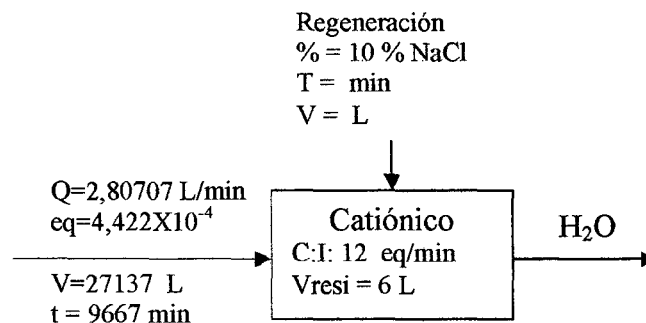 Regeneración
% = 10 % NaCl
T = min
V = L
Q=2,80707 L/min
eq=4,422X10⁻⁴
V=27137 L
t = 9667 min
Catiónico
C:I: 12 eq/min
Vresi = 6 L
H₂O